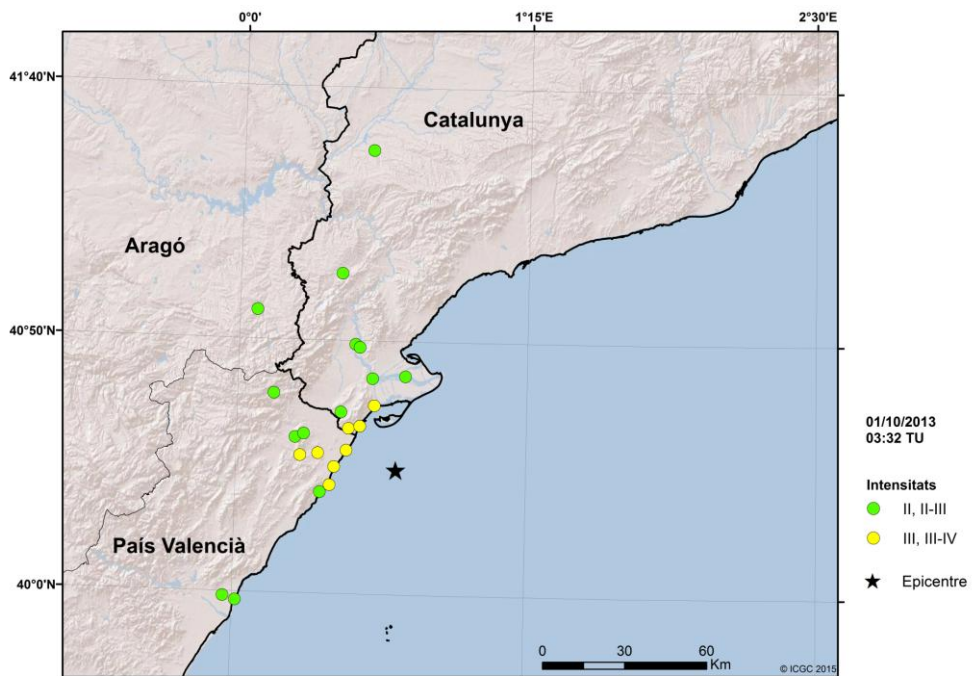 0°0' 1°15'E 2°30'E
41°40'N
Catalunya
Aragó
40°50'N
01/10/2013
03:32 TU
Intensitats
II, II-III
III, III-IV
País Valencià
Epicentre
40°0'N
0 30 60
Km
© ICGC 2015